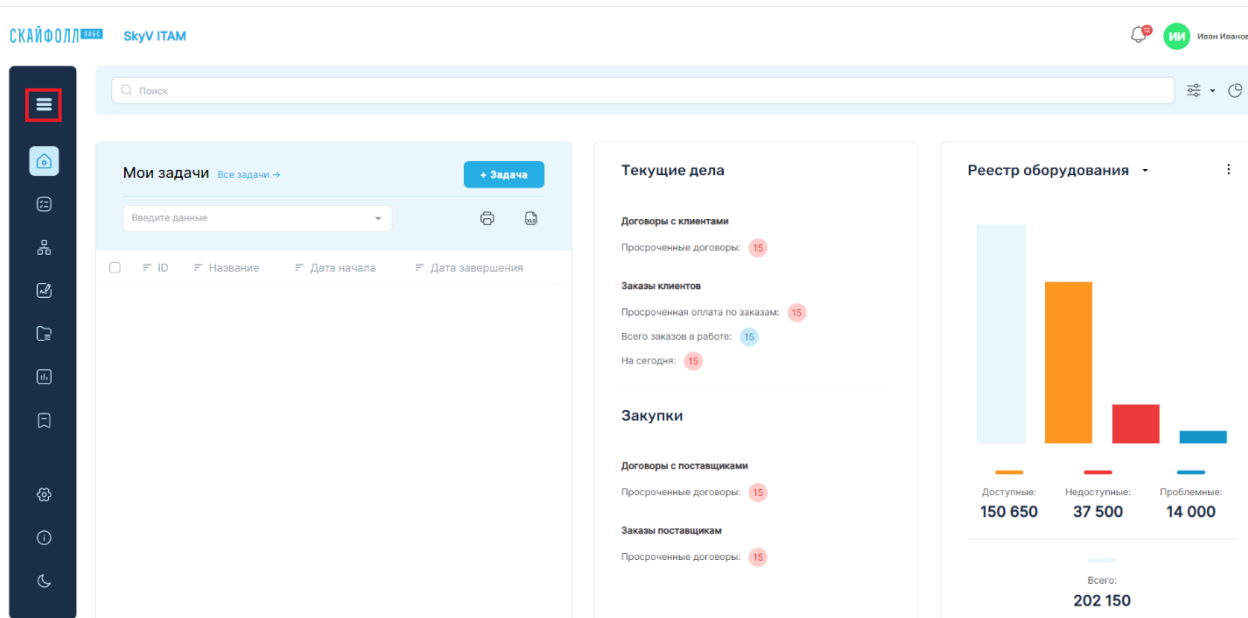 СКАЙФОЛЛ ХАБС SkyV ITAM
12 ИИ Иван Иванов
Поиск
Мои задачи Все задачи →
+ Задача
Введите данные
ID Название Дата начала Дата завершения
Текущие дела
Договоры с клиентами
Просроченные договоры: 15
Заказы клиентов
Просроченная оплата по заказам: 15
Всего заказов в работе: 15
На сегодня: 15
Закупки
Договоры с поставщиками
Просроченные договоры: 15
Заказы поставщикам
Просроченные договоры: 15
Реестр оборудования
Доступные: Недоступные: Проблемные:
150 650 37 500 14 000
Всего:
202 150